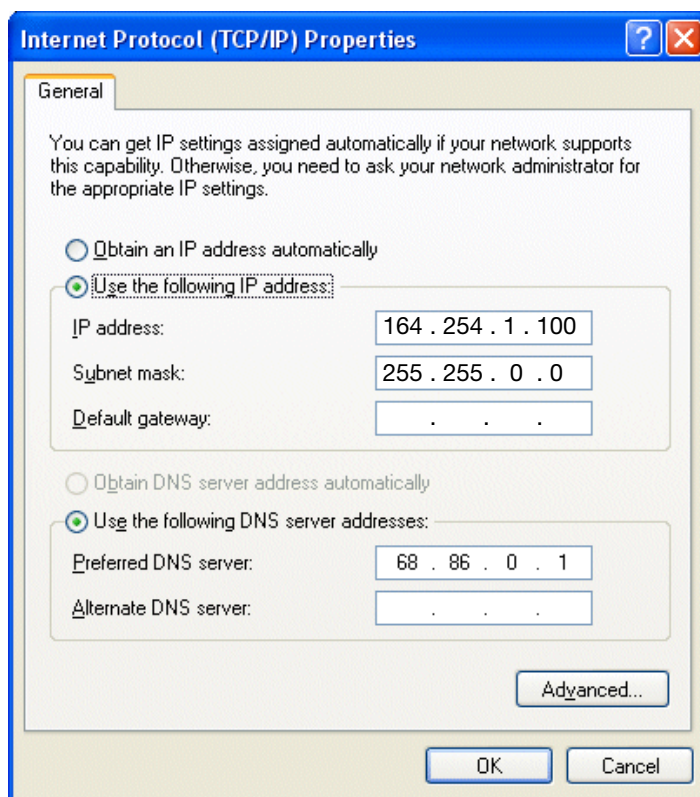 Internet Protocol (TCP/IP) Properties
General
You can get IP settings assigned automatically if your network supports
this capability. Otherwise, you need to ask your network administrator for
the appropriate IP settings.
Obtain an IP address automatically
Use the following IP address:
IP address: 164 . 254 . 1 . 100
Subnet mask: 255 . 255 . 0 . 0
Default gateway: . . .
Obtain DNS server address automatically
Use the following DNS server addresses:
Preferred DNS server: 68 . 86 . 0 . 1
Alternate DNS server: . . .
Advanced...
OK Cancel